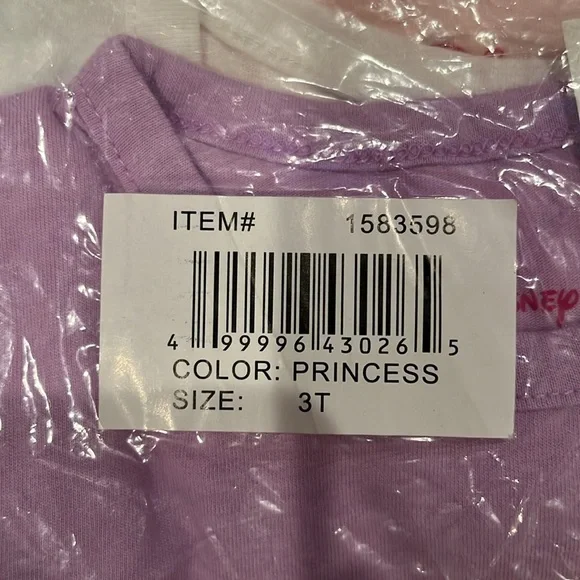 ITEM# 1583598
4 99996 43026 5
COLOR: PRINCESS
SIZE: 3T